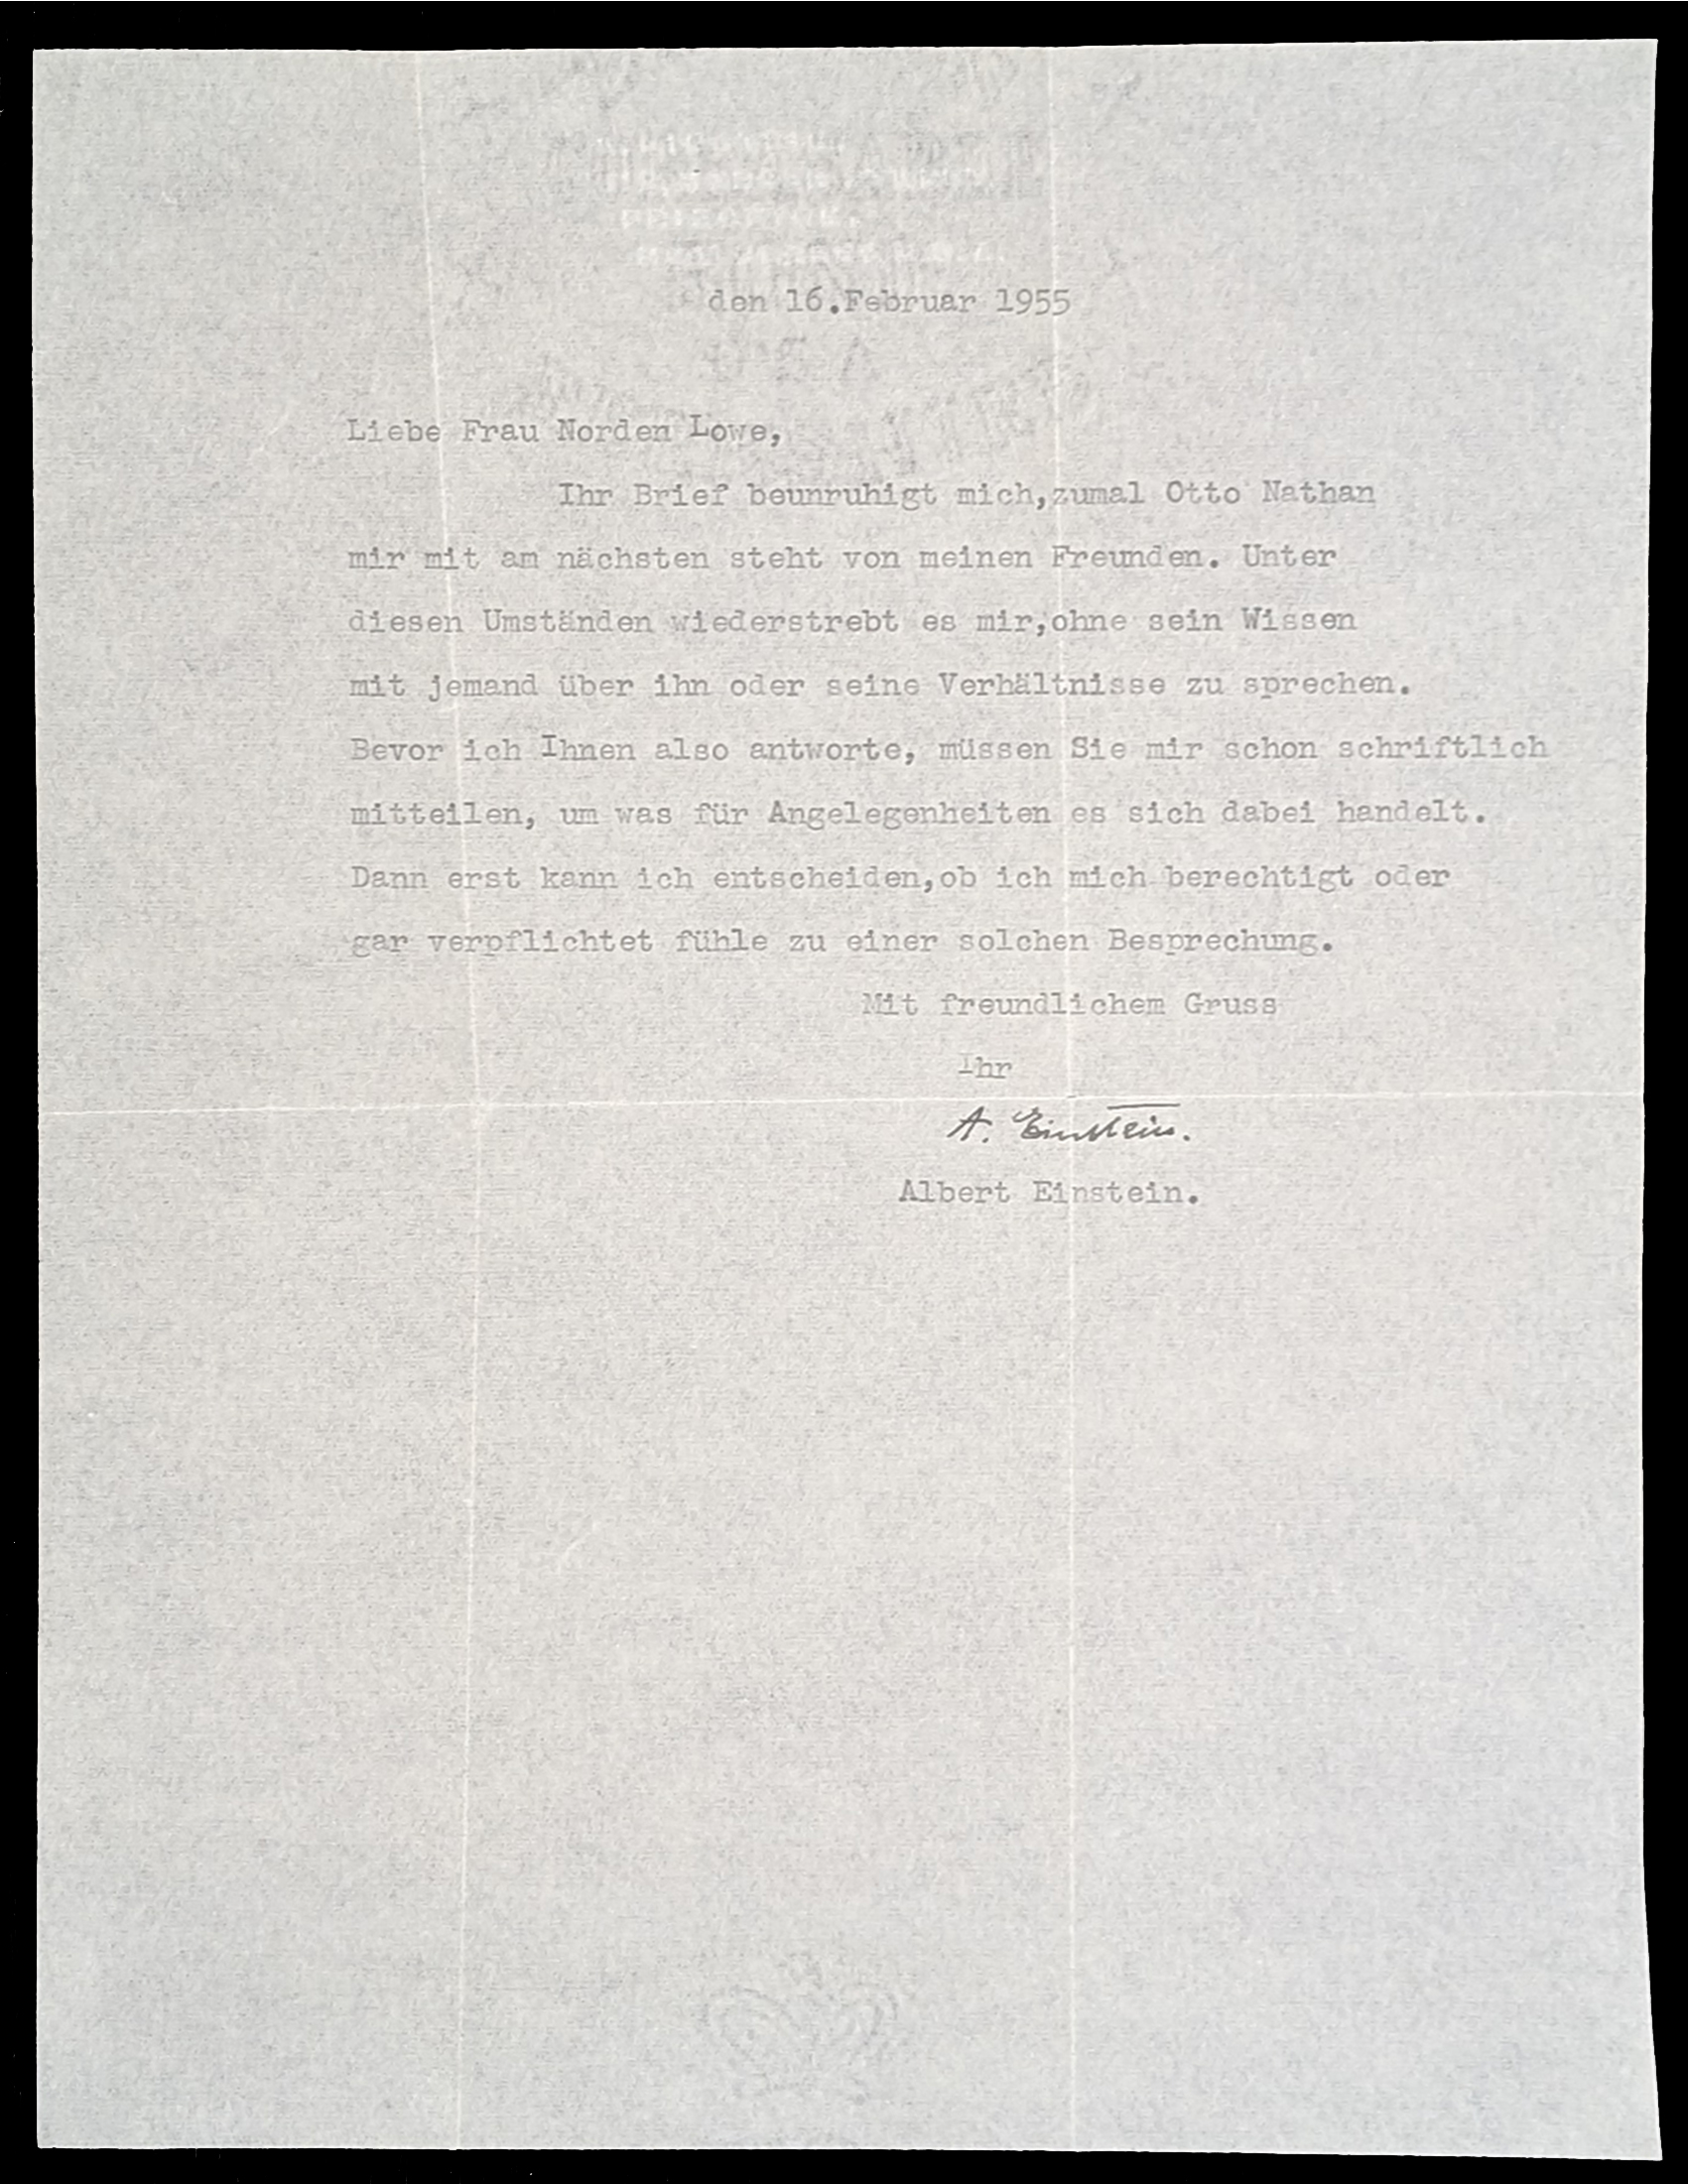 PRINCETON,
NEW JERSEY, U.S.A.
den 16.Februar 1955
Liebe Frau Norden Lowe,
Ihr Brief beunruhigt mich,zumal Otto Nathan
mir mit am nächsten steht von meinen Freunden. Unter
diesen Umständen wiederstrebt es mir,ohne sein Wissen
mit jemand über ihn oder seine Verhältnisse zu sprechen.
Bevor ich Ihnen also antworte, müssen Sie mir schon schriftlich
mitteilen, um was für Angelegenheiten es sich dabei handelt.
Dann erst kann ich entscheiden,ob ich mich berechtigt oder
gar verpflichtet fühle zu einer solchen Besprechung.
Mit freundlichem Gruss
Ihr
A. Einstein.
Albert Einstein.